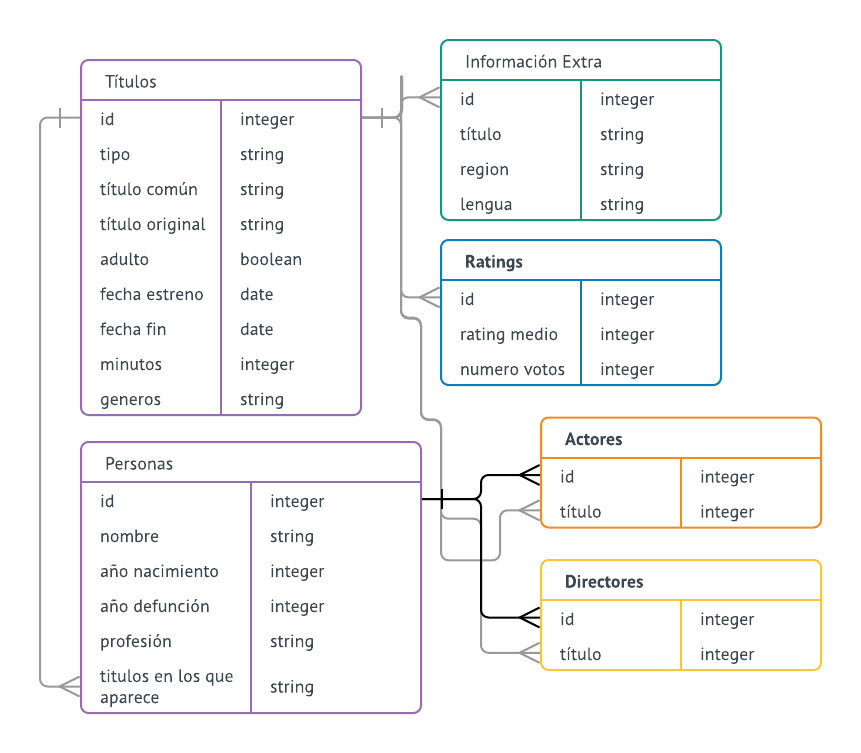 Títulos
id integer
tipo string
título común string
título original string
adulto boolean
fecha estreno date
fecha fin date
minutos integer
generos string
Información Extra
id integer
título string
region string
lengua string
Ratings
id integer
rating medio integer
numero votos integer
Personas
id integer
nombre string
año nacimiento integer
año defunción integer
profesión string
titulos en los que
aparece string
Actores
id integer
título integer
Directores
id integer
título integer